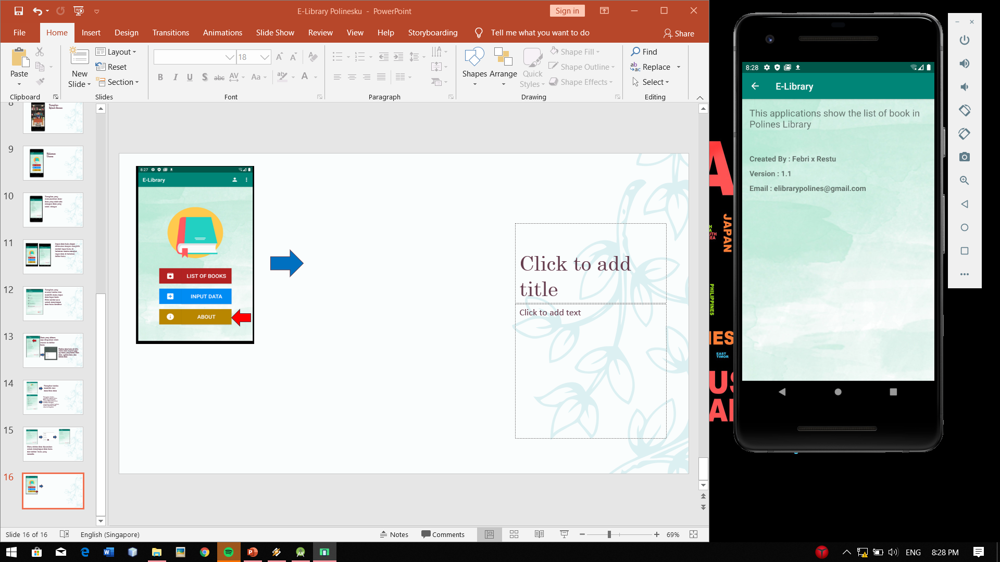 E-Library Polinesku - PowerPoint
Sign in
File
Home
Insert
Design
Transitions
Animations
Slide Show
Review
View
Help
Storyboarding
Tell me what you want to do
Share
Paste
New
Slide
Layout
Reset
Section
18
B I U S abc AV Aa
A
Shapes
Arrange
Quick
Styles
Shape Fill
Shape Outline
Shape Effects
Find
Replace
Select
Clipboard
Slides
Font
Paragraph
Drawing
Editing
8
9
10
11
12
13
14
15
16
8:27
E-Library
LIST OF BOOKS
INPUT DATA
ABOUT
Click to add
title
Click to add text
Slide 16 of 16
English (Singapore)
Notes
Comments
69%
8:28
E-Library
This applications show the list of book in
Polines Library
Created By : Febri x Restu
Version : 1.1
Email : elibrarypolines@gmail.com
JAPAN
PHILIPPINES
EAST
TIMOR
ENG
8:28 PM